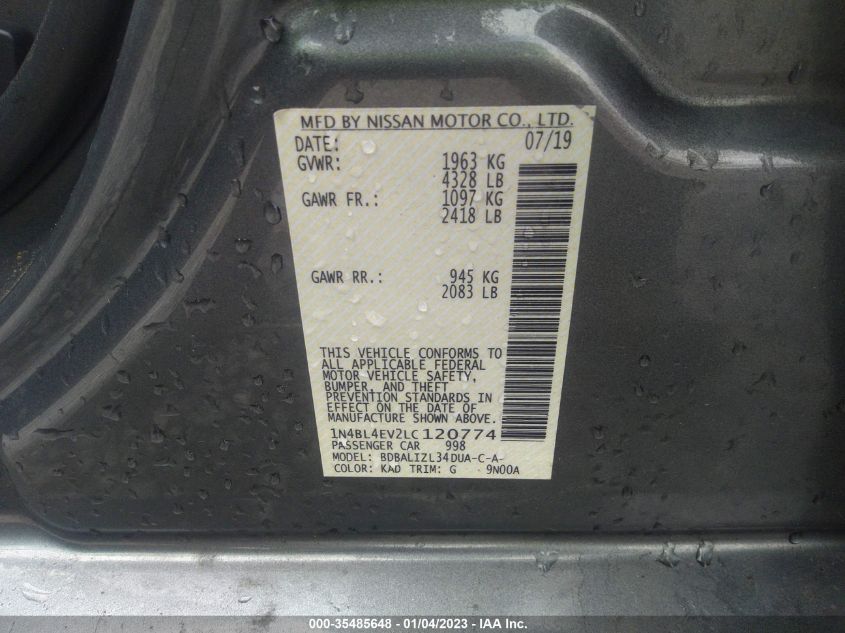 MFD BY NISSAN MOTOR CO., LTD.
DATE: 07/19
GVWR: 1963 KG
4328 LB
GAWR FR.: 1097 KG
2418 LB
GAWR RR.: 945 KG
2083 LB
THIS VEHICLE CONFORMS TO
ALL APPLICABLE FEDERAL
MOTOR VEHICLE SAFETY,
BUMPER, AND THEFT
PREVENTION STANDARDS IN
EFFECT ON THE DATE OF
MANUFACTURE SHOWN ABOVE.
1N4BL4EV2LC120774
PASSENGER CAR 998
MODEL: BDBALIZL34DUA-C-A-
COLOR: KAD TRIM: G 9N00A
000-35485648 - 01/04/2023 - IAA Inc.